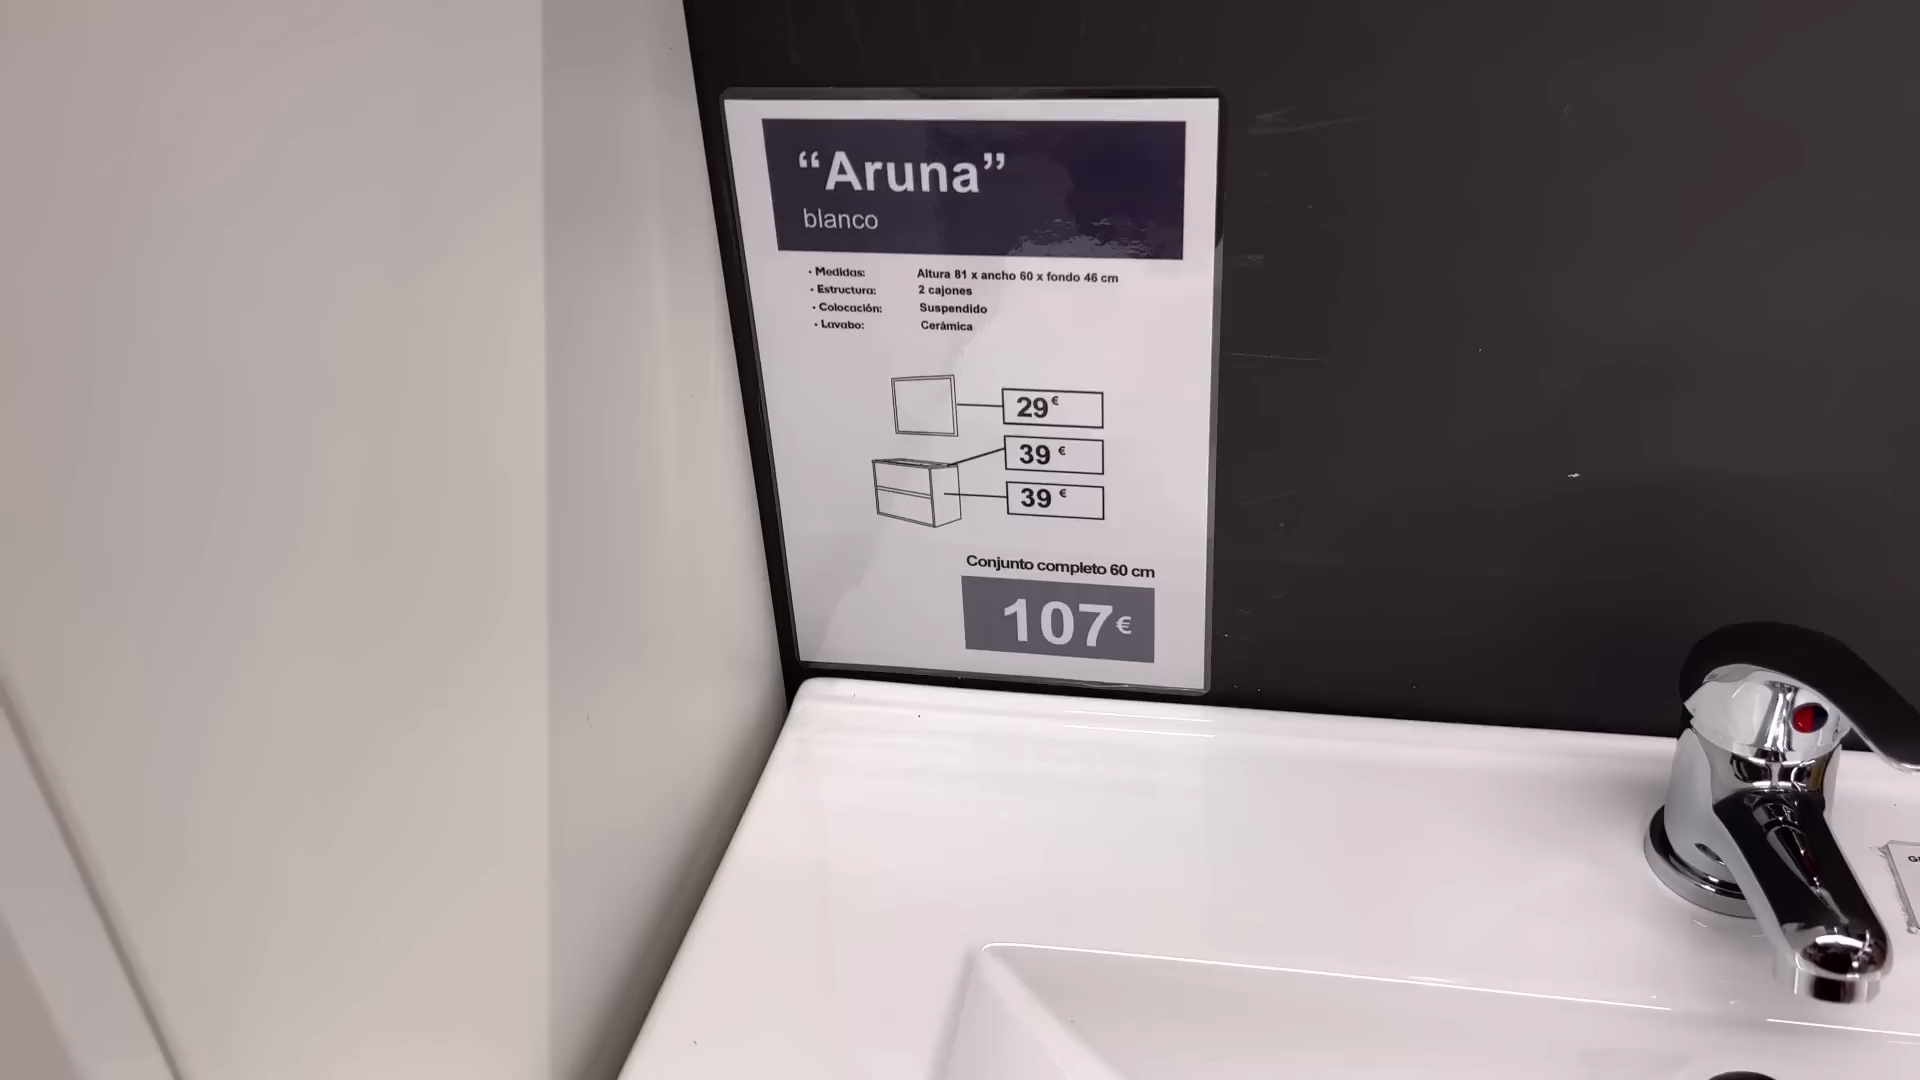 “Aruna”
blanco
• Medidas: Altura 81 x ancho 60 x fondo 46 cm
• Estructura: 2 cajones
• Colocación: Suspendido
• Lavabo: Cerámica
29€
39 €
39 €
Conjunto completo 60 cm
107€